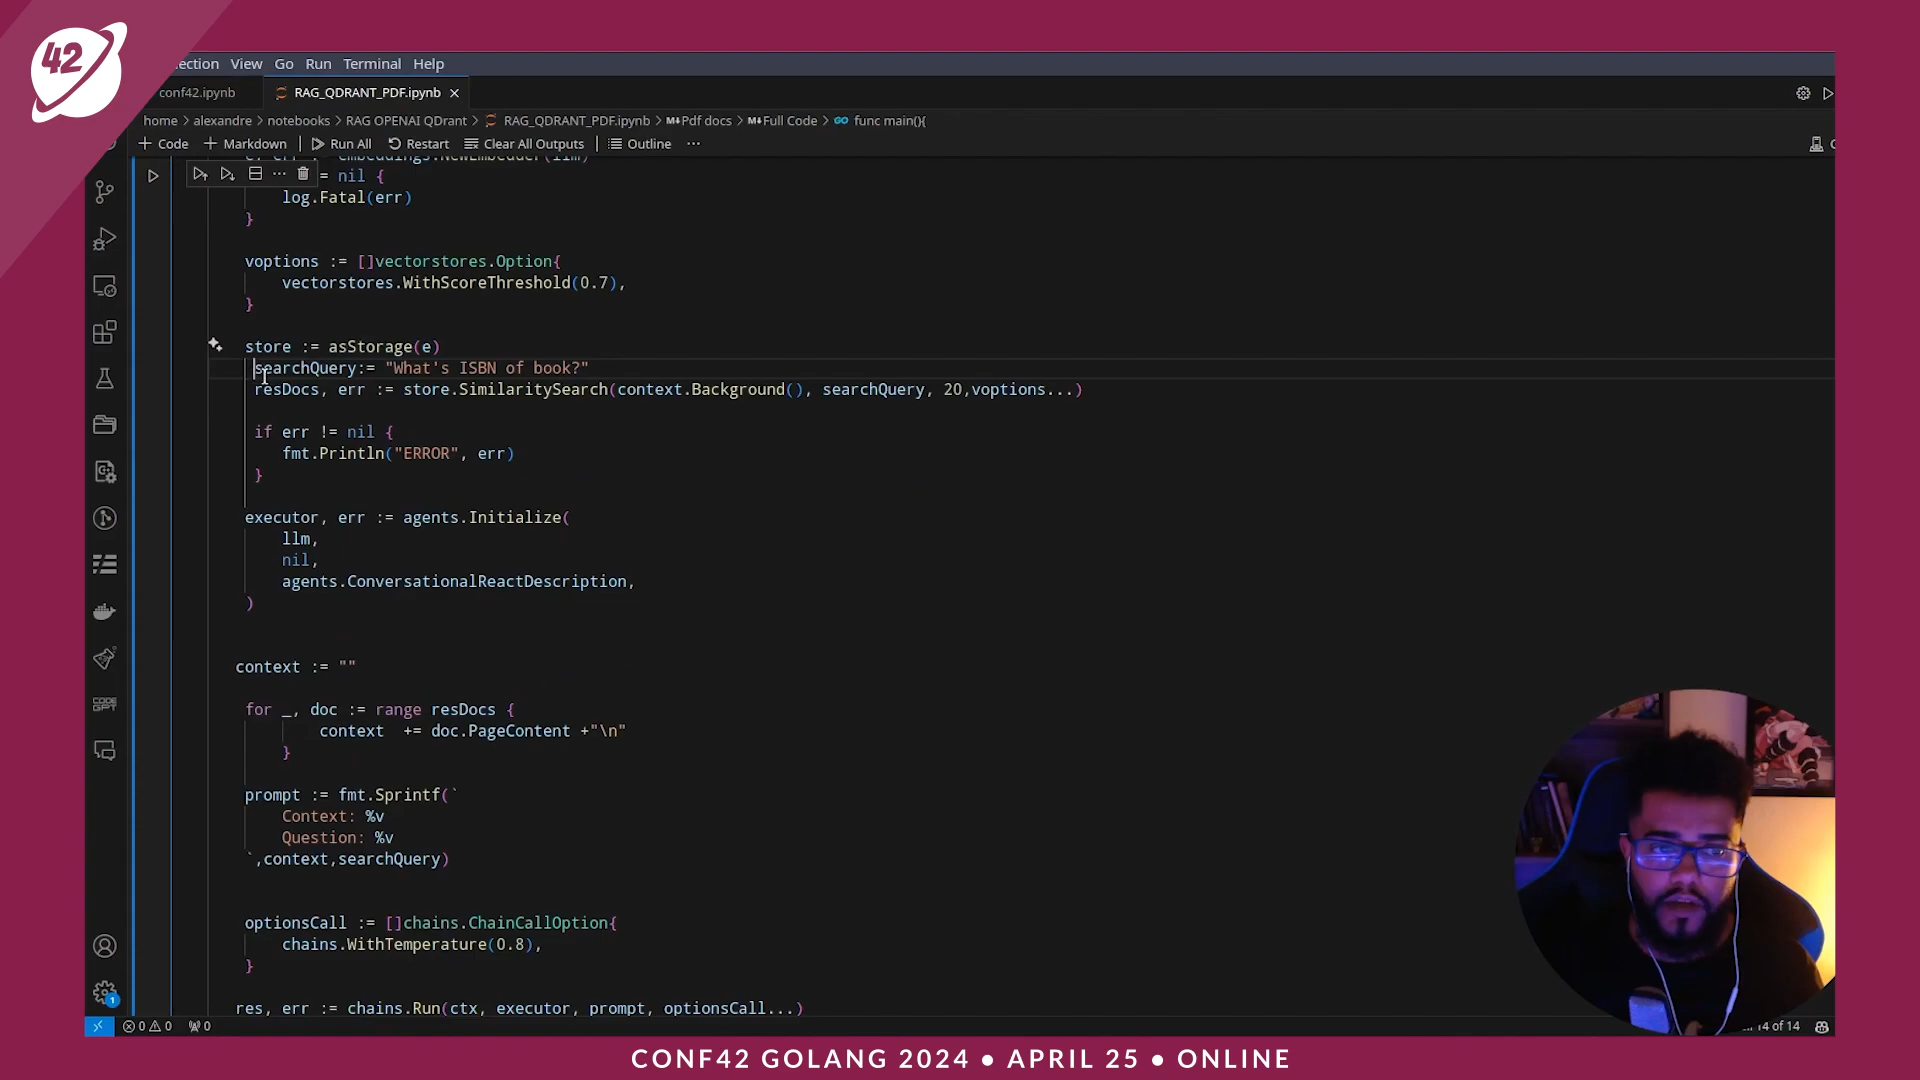 42
ection View Go Run Terminal Help
conf42.ipynb RAG_QDRANT_PDF.ipynb
home > alexandre > notebooks > RAG OPENAI QDrant > RAG_QDRANT_PDF.ipynb > M↓Pdf docs > M↓Full Code > func main(){
+ Code + Markdown Run All Restart Clear All Outputs Outline ...
e, err := embeddings.NewEmbedder(llm)
= nil {
log.Fatal(err)
}
voptions := []vectorstores.Option{
vectorstores.WithScoreThreshold(0.7),
}
store := asStorage(e)
searchQuery:= "What's ISBN of book?"
resDocs, err := store.SimilaritySearch(context.Background(), searchQuery, 20,voptions...)
if err != nil {
fmt.Println("ERROR", err)
}
executor, err := agents.Initialize(
llm,
nil,
agents.ConversationalReactDescription,
)
context := ""
for _, doc := range resDocs {
context += doc.PageContent +"\n"
}
prompt := fmt.Sprintf(`
Context: %v
Question: %v
`,context,searchQuery)
optionsCall := []chains.ChainCallOption{
chains.WithTemperature(0.8),
}
res, err := chains.Run(ctx, executor, prompt, optionsCall...)
0 0 0
14 of 14
CONF42 GOLANG 2024 ● APRIL 25 ● ONLINE